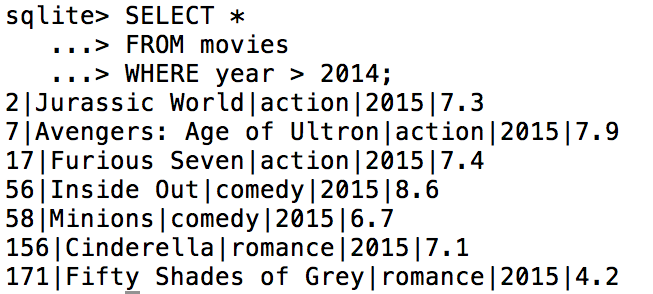 sqlite> SELECT *
   ...> FROM movies
   ...> WHERE year > 2014;
2|Jurassic World|action|2015|7.3
7|Avengers: Age of Ultron|action|2015|7.9
17|Furious Seven|action|2015|7.4
56|Inside Out|comedy|2015|8.6
58|Minions|comedy|2015|6.7
156|Cinderella|romance|2015|7.1
171|Fifty Shades of Grey|romance|2015|4.2